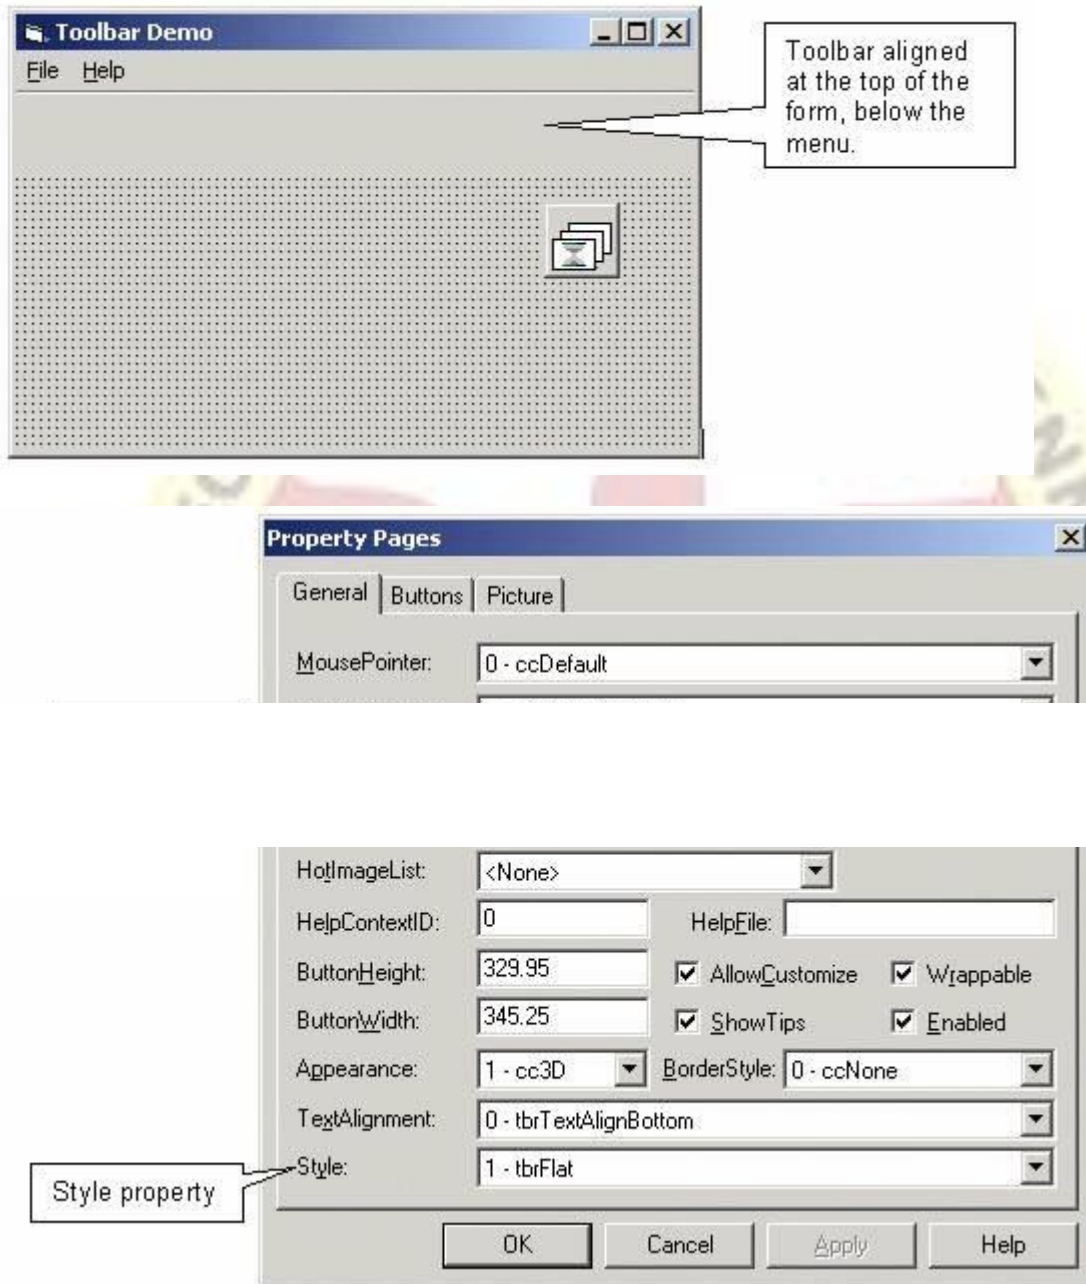 Toolbar Demo
File Help
Toolbar aligned
at the top of the
form, below the
menu.
Property Pages
General Buttons Picture
MousePointer: 0 - ccDefault
HotImageList: <None>
HelpContextID: 0 HelpFile:
ButtonHeight: 329.95 AllowCustomize Wrappable
ButtonWidth: 345.25 ShowTips Enabled
Appearance: 1 - cc3D BorderStyle: 0 - ccNone
TextAlignment: 0 - tbrTextAlignBottom
Style: 1 - tbrFlat
Style property
OK Cancel Apply Help